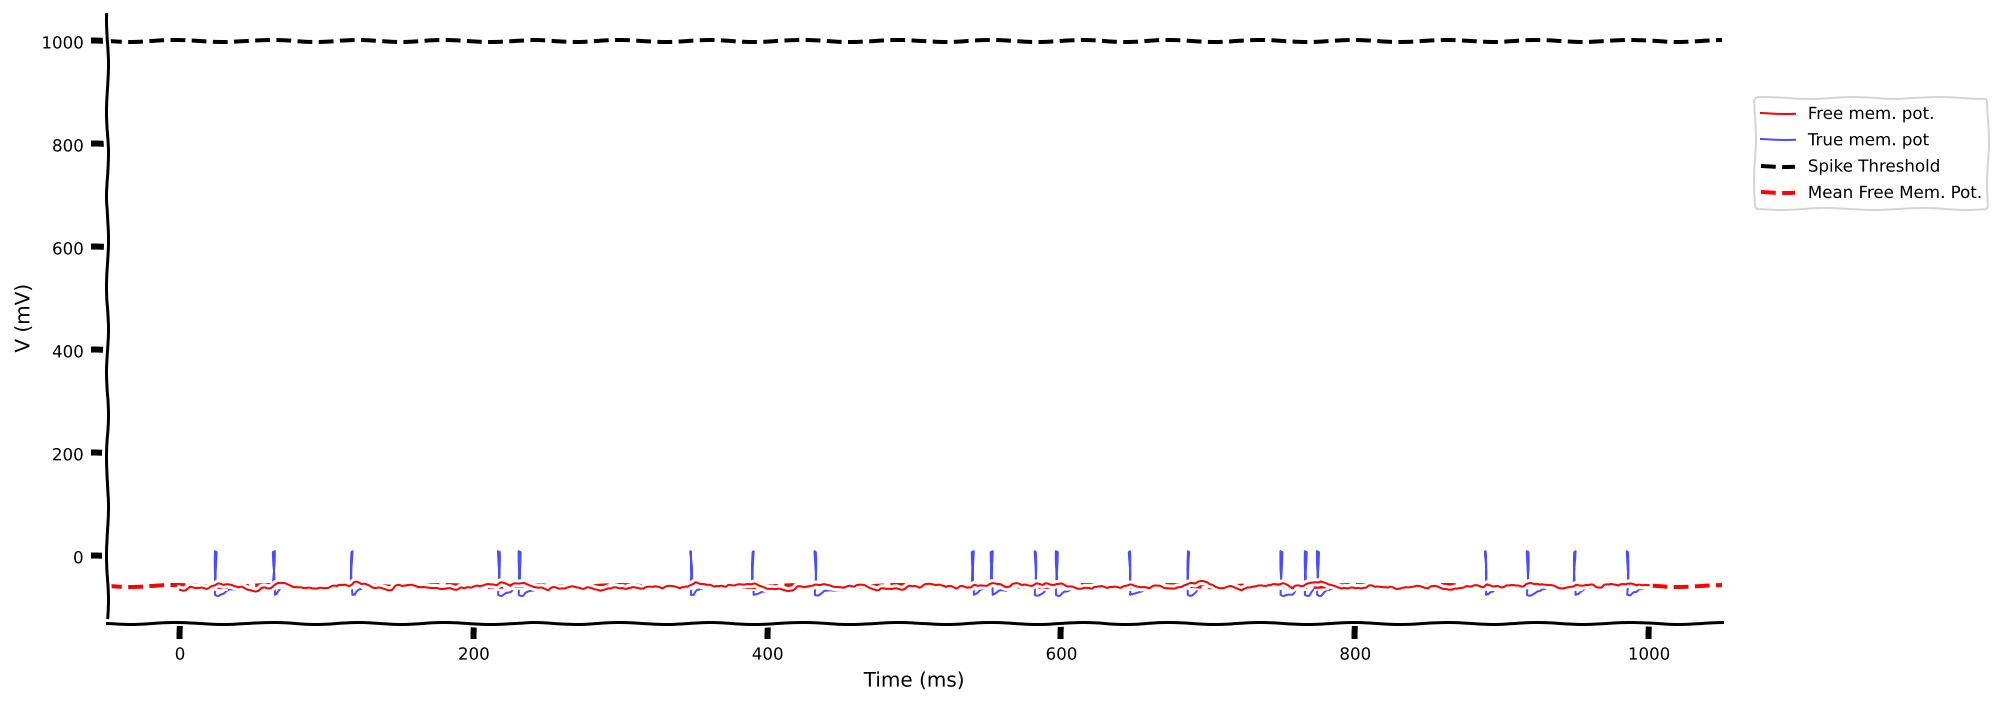 1000
800
600
400
200
0
V (mV)
0 200 400 600 800 1000
Time (ms)
Free mem. pot.
True mem. pot
Spike Threshold
Mean Free Mem. Pot.